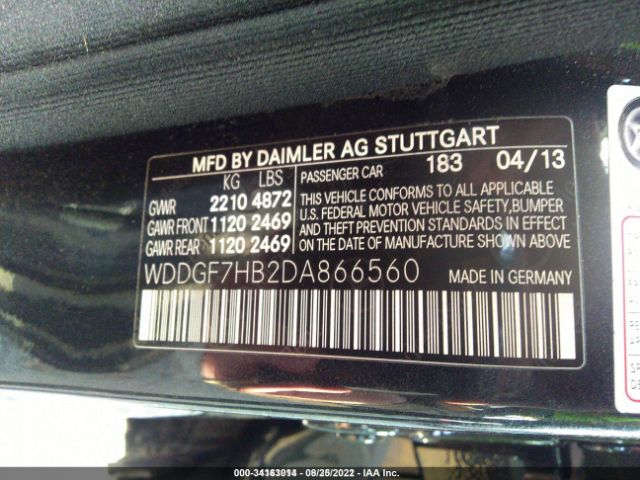 MFD BY DAIMLER AG STUTTGART
KG LBS
GVWR 2210 4872
GAWR FRONT 1120 2469
GAWR REAR 1120 2469
PASSENGER CAR 183 04/13
THIS VEHICLE CONFORMS TO ALL APPLICABLE
U.S. FEDERAL MOTOR VEHICLE SAFETY,BUMPER
AND THEFT PREVENTION STANDARDS IN EFFECT
ON THE DATE OF MANUFACTURE SHOWN ABOVE
WDDGF7HB2DA866560
MADE IN GERMANY
08/25/2022 - IAA Inc.